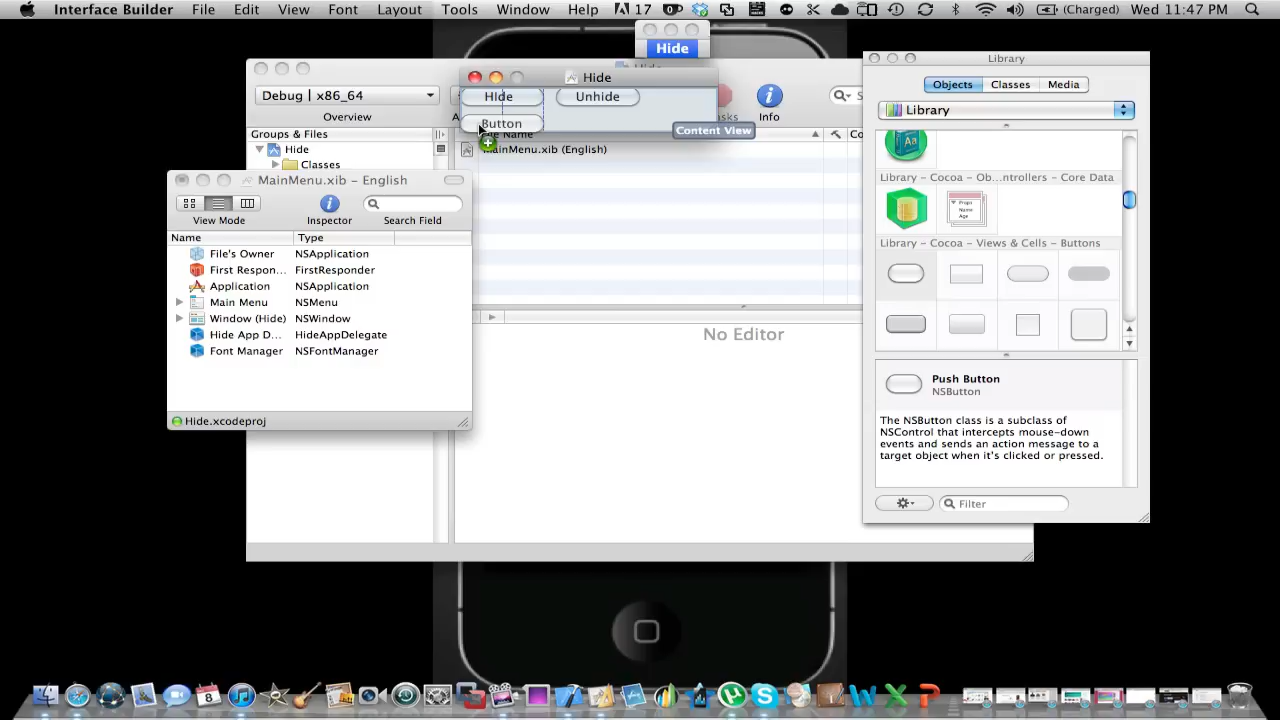 Interface Builder File Edit View Font Layout Tools Window Help 17 (Charged) Wed 11:47 PM
Hide
Library
Hide
Debug | x86_64
Overview
Info
Hide
Unhide
Button
Content View
Groups & Files
Hide
Classes
MainMenu.xib (English)
MainMenu.xib – English
View Mode
Inspector
Search Field
Name
Type
File's Owner NSApplication
First Respon... FirstResponder
Application NSApplication
Main Menu NSMenu
Window (Hide) NSWindow
Hide App D... HideAppDelegate
Font Manager NSFontManager
Hide.xcodeproj
No Editor
Objects Classes Media
Library
Library – Cocoa – Ob...ntrollers – Core Data
Props
Name
Age
Library – Cocoa – Views & Cells – Buttons
Push Button
NSButton
The NSButton class is a subclass of
NSControl that intercepts mouse-down
events and sends an action message to a
target object when it's clicked or pressed.
Filter
8